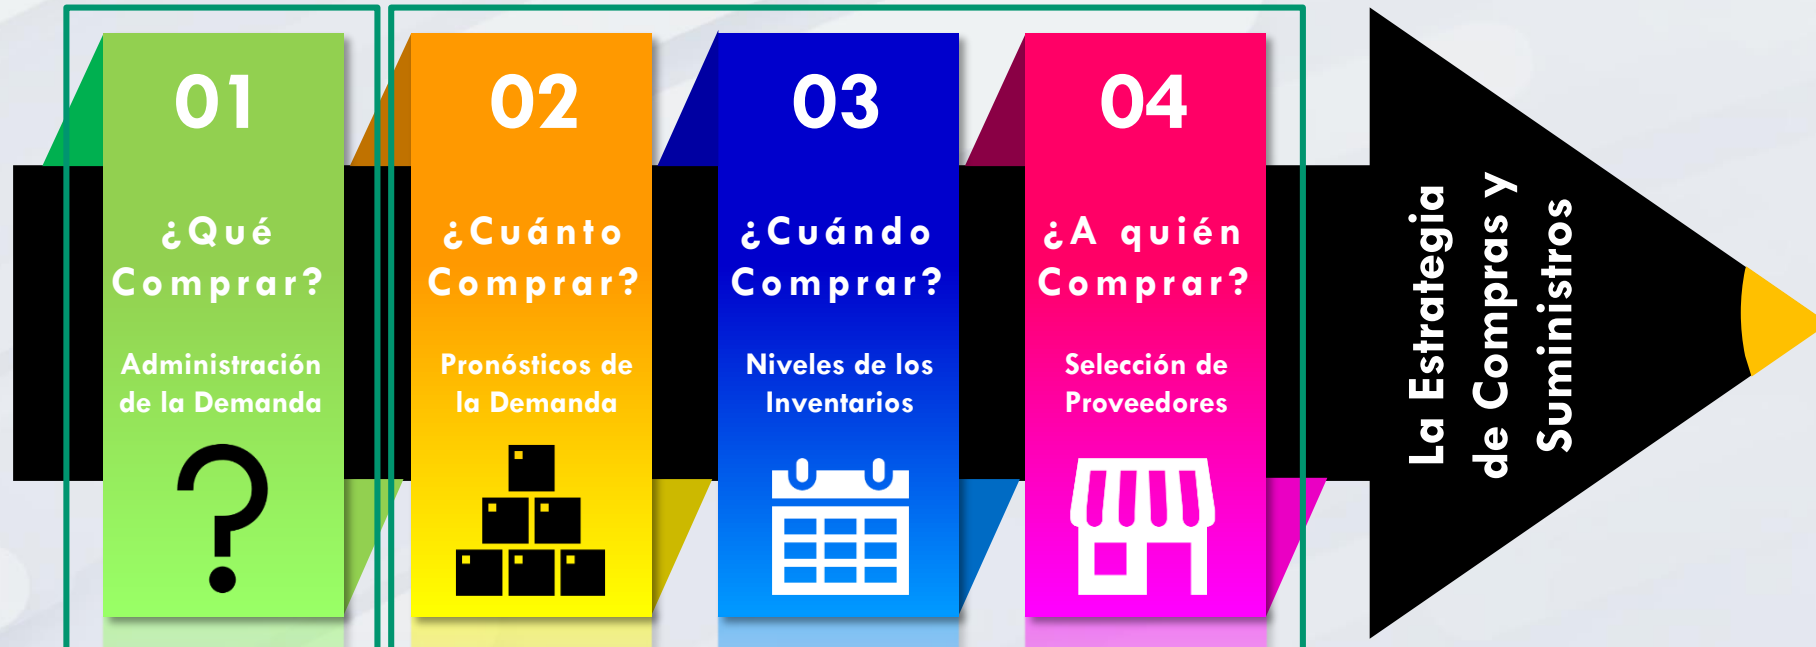 01
¿Qué
Comprar?
Administración
de la Demanda
02
¿Cuánto
Comprar?
Pronósticos de
la Demanda
03
¿Cuándo
Comprar?
Niveles de los
Inventarios
04
¿A quién
Comprar?
Selección de
Proveedores
La Estrategia
de Compras y
Suministros